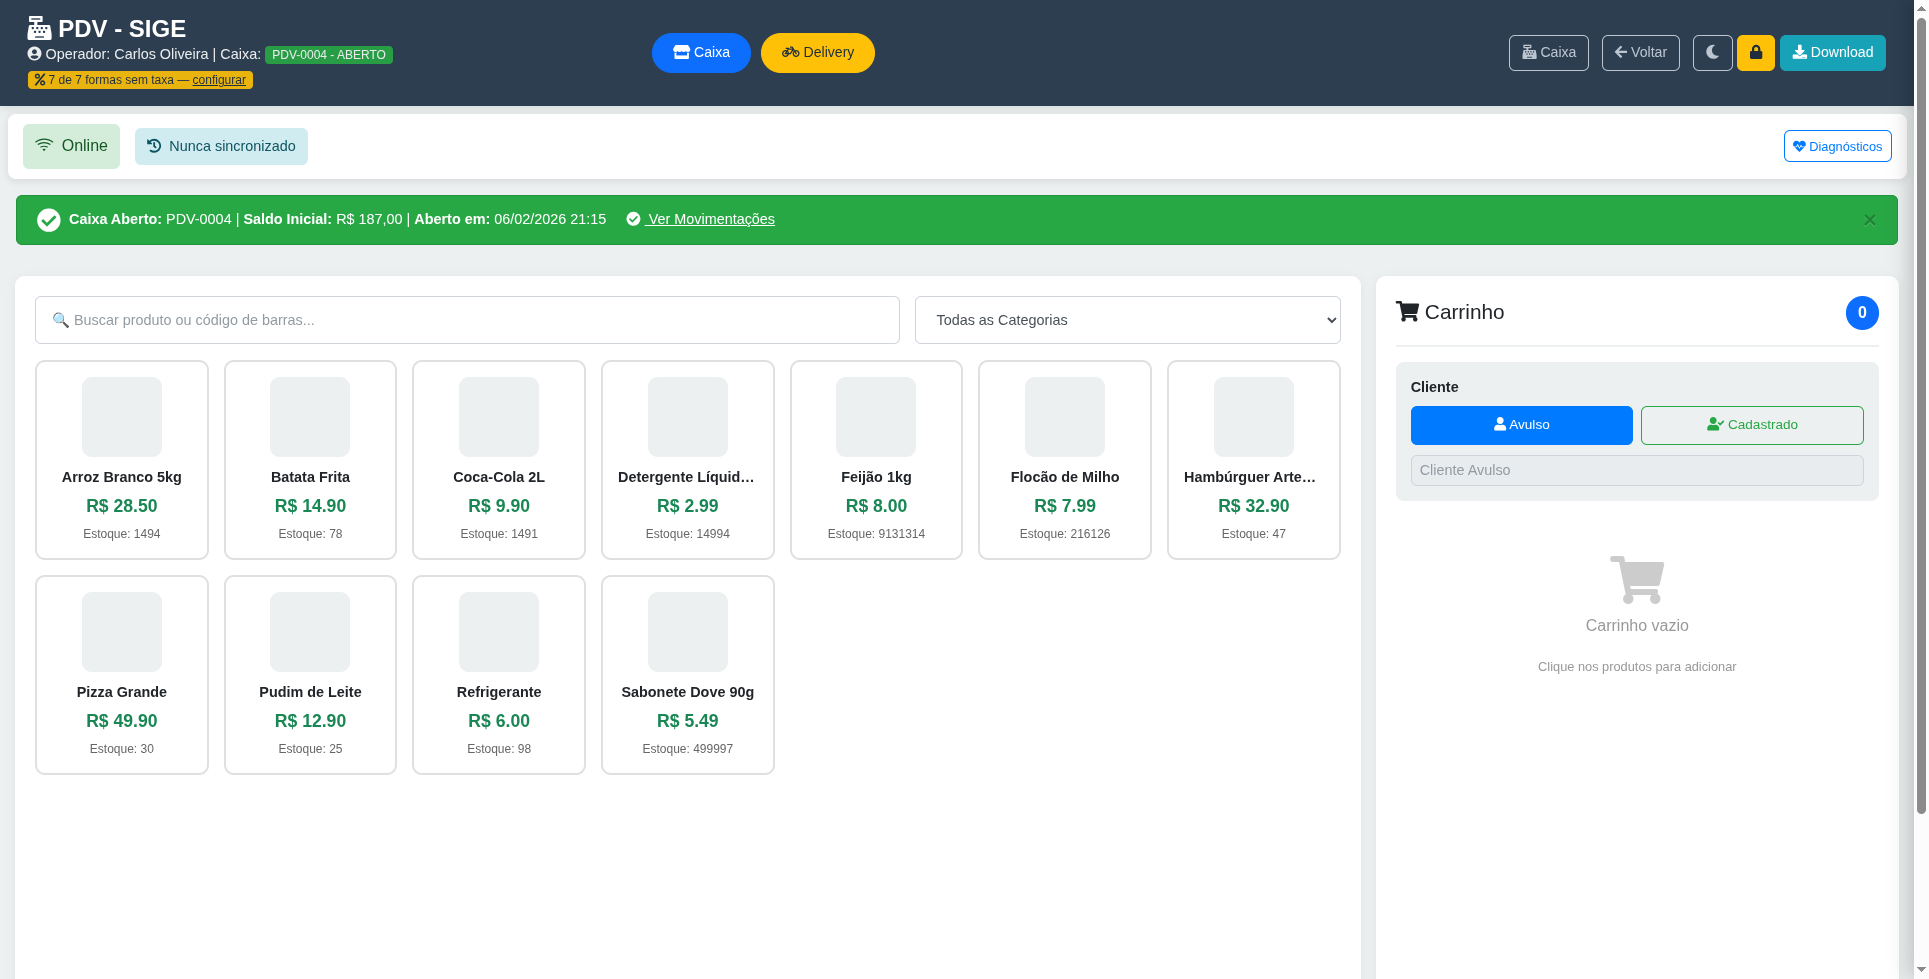 PDV - SIGE
Operador: Carlos Oliveira | Caixa: PDV-0004 - ABERTO
7 de 7 formas sem taxa — configurar
Caixa
Delivery
Caixa
Voltar
Download
Online
Nunca sincronizado
Diagnósticos
Caixa Aberto: PDV-0004 | Saldo Inicial: R$ 187,00 | Aberto em: 06/02/2026 21:15 Ver Movimentações
×
Buscar produto ou código de barras...
Todas as Categorias
Arroz Branco 5kg
R$ 28.50
Estoque: 1494
Batata Frita
R$ 14.90
Estoque: 78
Coca-Cola 2L
R$ 9.90
Estoque: 1491
Detergente Líquid...
R$ 2.99
Estoque: 14994
Feijão 1kg
R$ 8.00
Estoque: 9131314
Flocão de Milho
R$ 7.99
Estoque: 216126
Hambúrguer Arte...
R$ 32.90
Estoque: 47
Pizza Grande
R$ 49.90
Estoque: 30
Pudim de Leite
R$ 12.90
Estoque: 25
Refrigerante
R$ 6.00
Estoque: 98
Sabonete Dove 90g
R$ 5.49
Estoque: 499997
Carrinho
0
Cliente
Avulso
Cadastrado
Cliente Avulso
Carrinho vazio
Clique nos produtos para adicionar